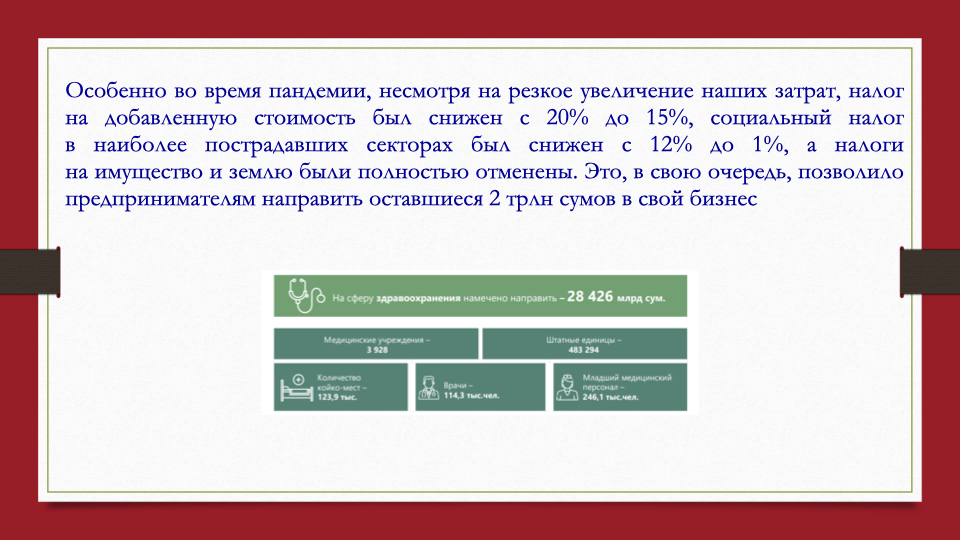 Особенно во время пандемии, несмотря на резкое увеличение наших затрат, налог
на добавленную стоимость был снижен с 20% до 15%, социальный налог
в наиболее пострадавших секторах был снижен с 12% до 1%, а налоги
на имущество и землю были полностью отменены. Это, в свою очередь, позволило
предпринимателям направить оставшиеся 2 трлн сумов в свой бизнес
На сферу здравоохранения намечено направить – 28 426 млрд сум.
Медицинские учреждения –
3 928
Штатные единицы –
483 294
Количество
койко-мест –
123,9 тыс.
Врачи –
114,3 тыс.чел.
Младший медицинский
персонал –
246,1 тыс.чел.